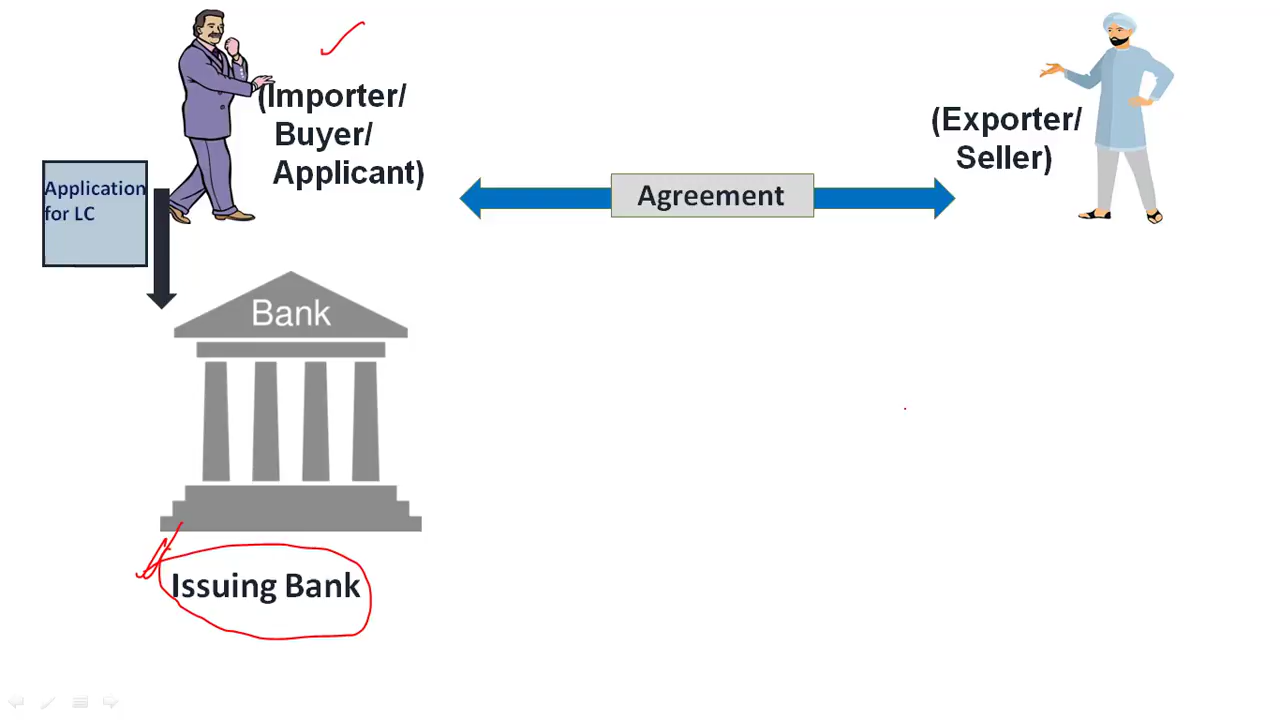 (Importer/
Buyer/
Applicant)
(Exporter/
Seller)
Application
for LC
Agreement
Bank
Issuing Bank